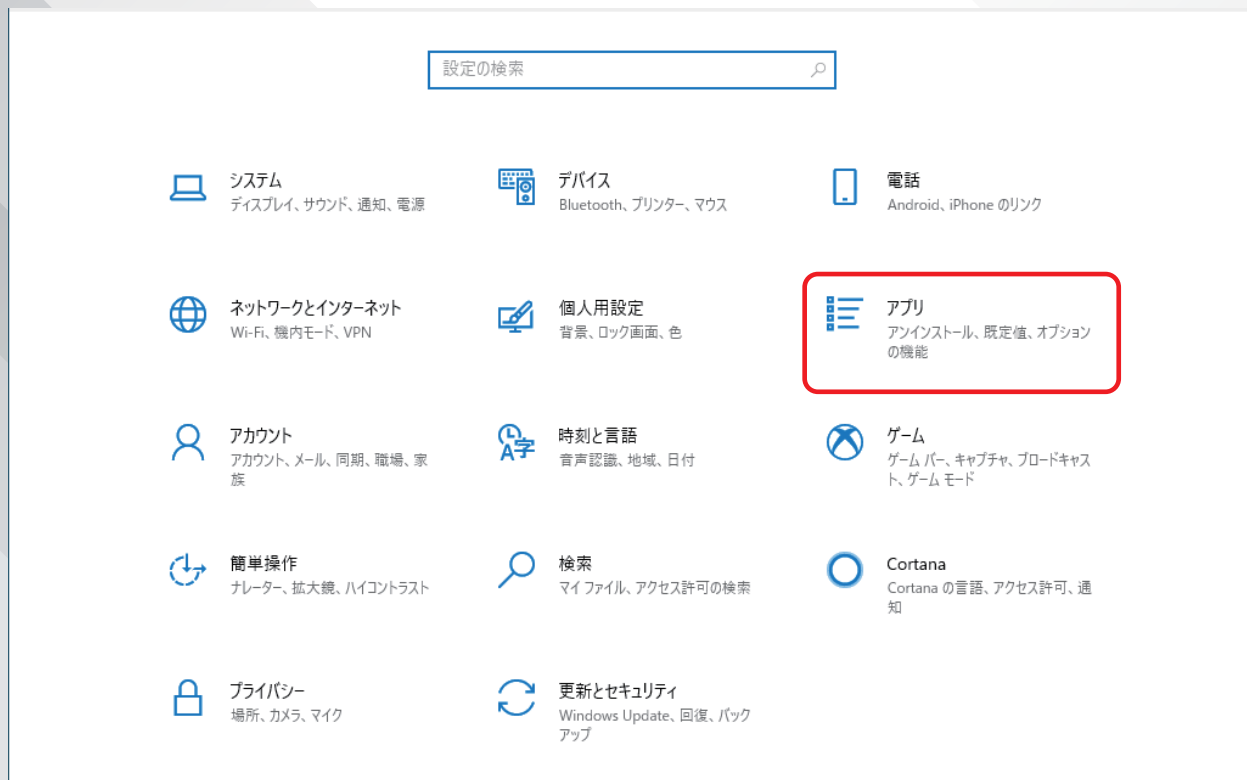 設定の検索
システム
ディスプレイ、サウンド、通知、電源
デバイス
Bluetooth、プリンター、マウス
電話
Android、iPhone のリンク
ネットワークとインターネット
Wi-Fi、機内モード、VPN
個人用設定
背景、ロック画面、色
アプリ
アンインストール、既定値、オプション
の機能
アカウント
アカウント、メール、同期、職場、家
族
時刻と言語
音声認識、地域、日付
ゲーム
ゲーム バー、キャプチャ、ブロードキャス
ト、ゲーム モード
簡単操作
ナレーター、拡大鏡、ハイコントラスト
検索
マイ ファイル、アクセス許可の検索
Cortana
Cortana の言語、アクセス許可、通
知
プライバシー
場所、カメラ、マイク
更新とセキュリティ
Windows Update、回復、バック
アップ
A字